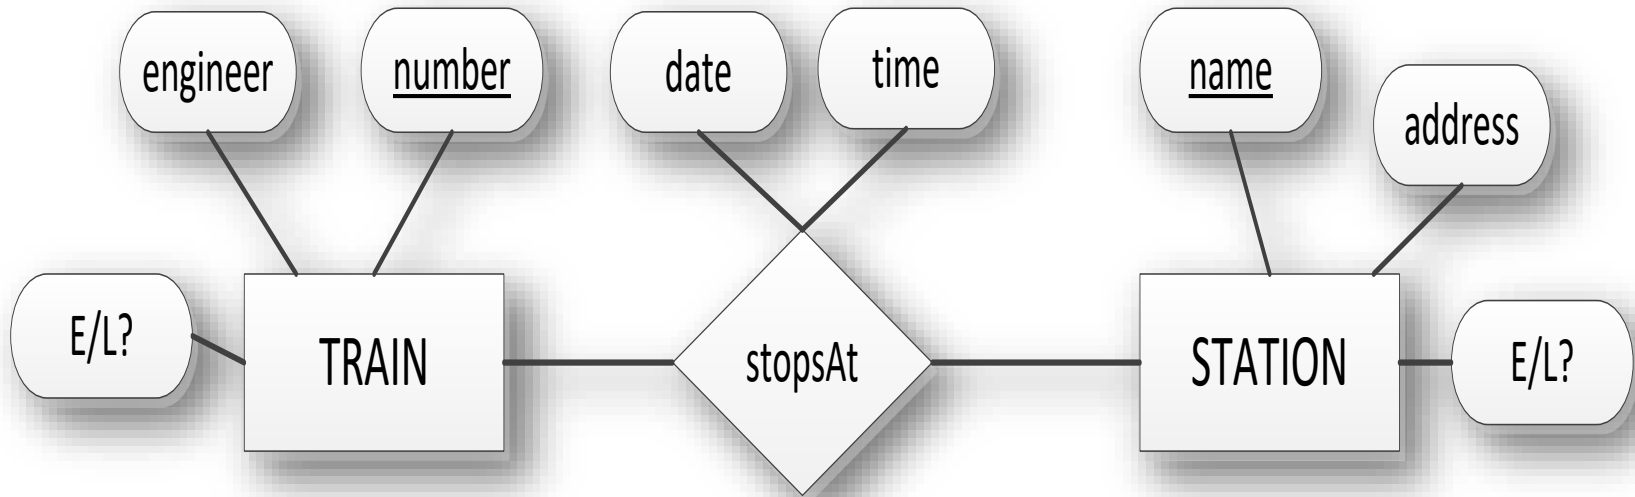 engineer
number
date
time
name
address
E/L?
TRAIN
stopsAt
STATION
E/L?